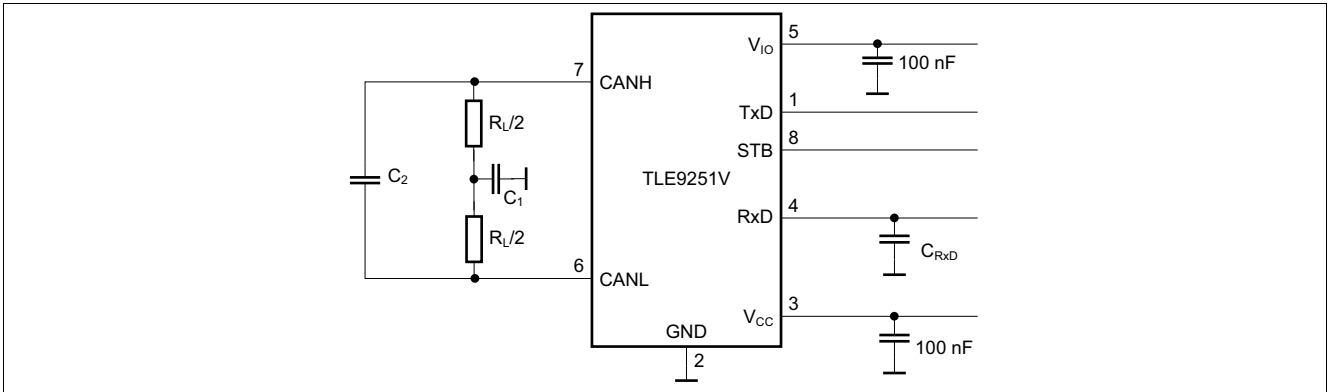 5
V_IO
100 nF
7
CANH
R_L/2
1
TxD
8
STB
C_2
C_1
TLE9251V
4
RxD
R_L/2
C_RxD
6
CANL
3
V_CC
GND
100 nF
2